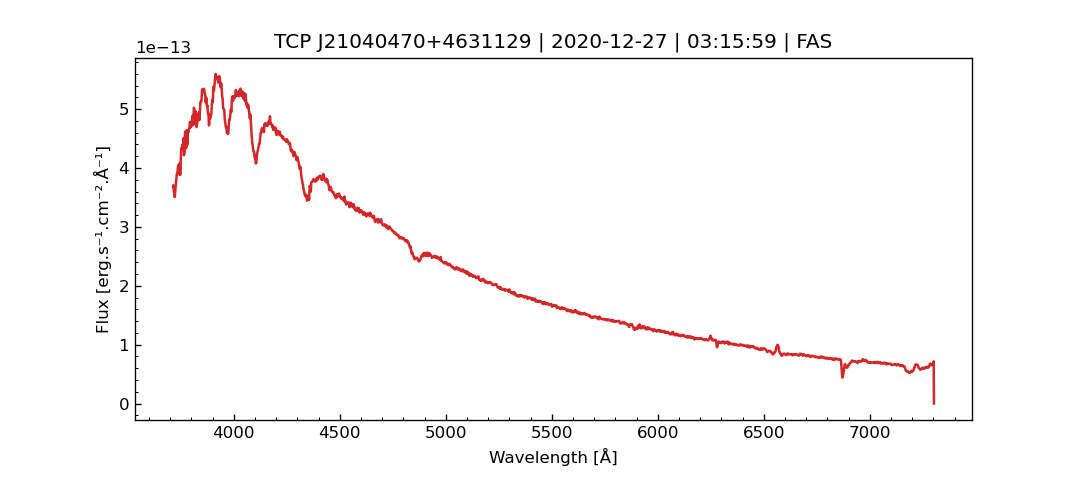 TCP J21040470+4631129 | 2020-12-27 | 03:15:59 | FAS
1e−13
5
4
3
2
1
0
Flux [erg.s⁻¹.cm⁻².Å⁻¹]
4000 4500 5000 5500 6000 6500 7000
Wavelength [Å]